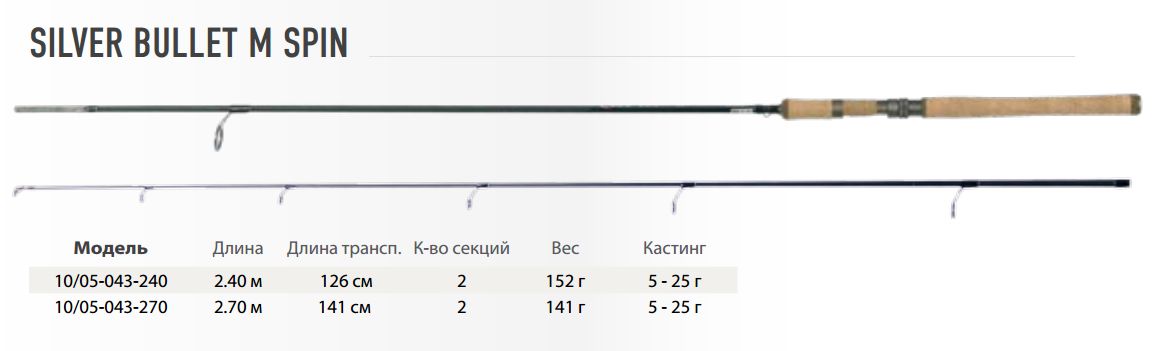 SILVER BULLET M SPIN
Модель Длина Длина трансп. К-во секций Вес Кастинг
10/05-043-240 2.40 м 126 см 2 152 г 5 - 25 г
10/05-043-270 2.70 м 141 см 2 141 г 5 - 25 г